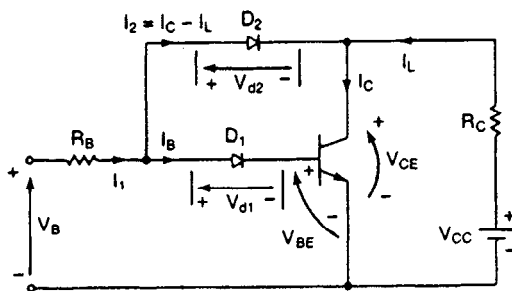 I2 = IC − IL
D2
+ Vd2 −
IL
IC
RB
IB
D1
+
RC
+
I1
+ Vd1 −
+
VCE
−
VB
VBE
−
VCC
+
−
−